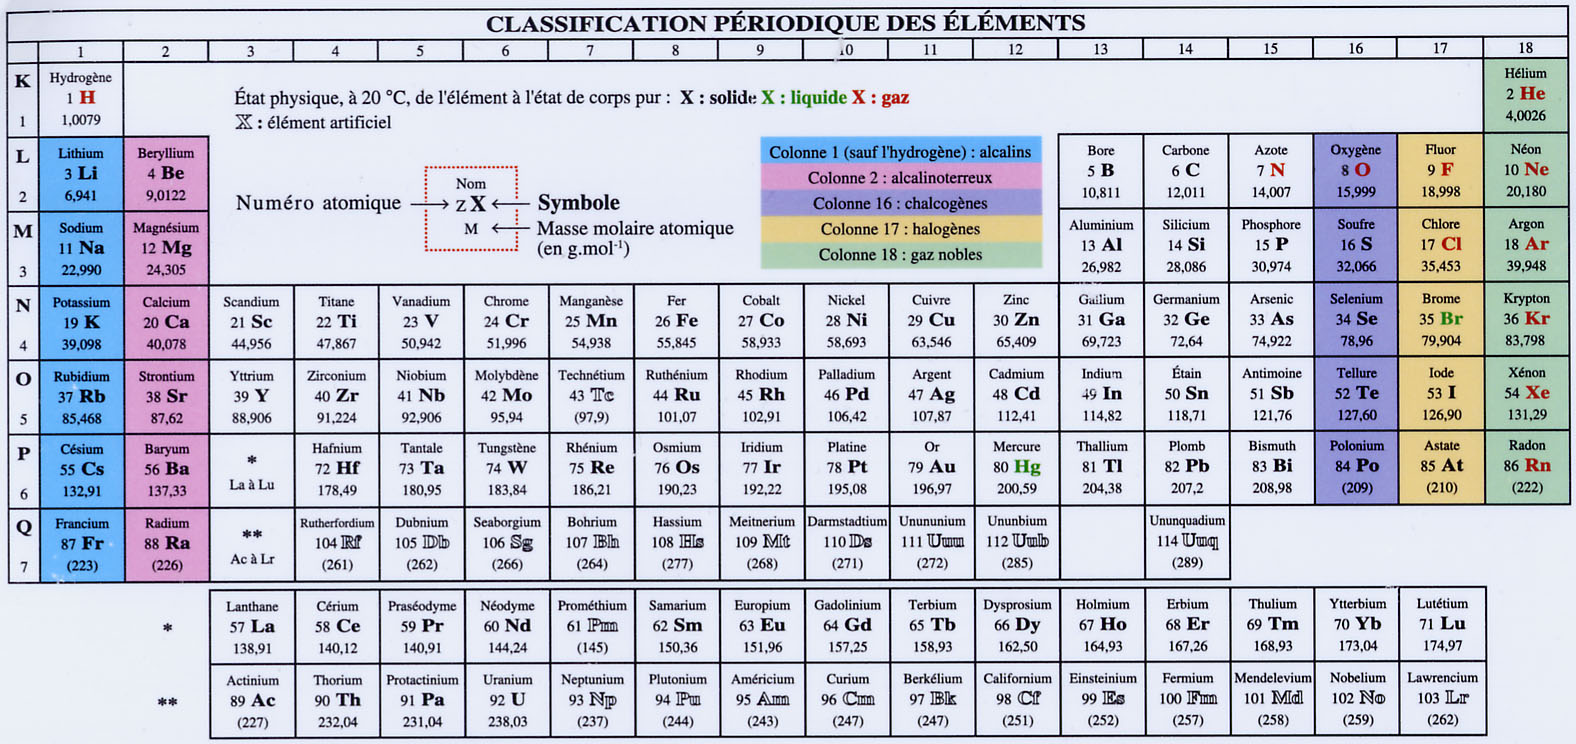 CLASSIFICATION PÉRIODIQUE DES ÉLÉMENTS
1 2 3 4 5 6 7 8 9 10 11 12 13 14 15 16 17 18
K Hydrogène Hélium
1 H État physique, à 20 °C, de l'élément à l'état de corps pur : X : solide X : liquide X : gaz 2 He
1 1,0079 X : élément artificiel 4,0026
L Lithium Béryllium Colonne 1 (sauf l'hydrogène) : alcalins Bore Carbone Azote Oxygène Fluor Néon
3 Li 4 Be Colonne 2 : alcalinoterreux 5 B 6 C 7 N 8 O 9 F 10 Ne
2 6,941 9,0122 10,811 12,011 14,007 15,999 18,998 20,180
Nom
Numéro atomique Z X Symbole
M Masse molaire atomique
(en g.mol-1)
Colonne 16 : chalcogènes
Colonne 17 : halogènes
Colonne 18 : gaz nobles
M Sodium Magnésium Aluminium Silicium Phosphore Soufre Chlore Argon
11 Na 12 Mg 13 Al 14 Si 15 P 16 S 17 Cl 18 Ar
3 22,990 24,305 26,982 28,086 30,974 32,066 35,453 39,948
N Potassium Calcium Scandium Titane Vanadium Chrome Manganèse Fer Cobalt Nickel Cuivre Zinc Gallium Germanium Arsenic Selenium Brome Krypton
19 K 20 Ca 21 Sc 22 Ti 23 V 24 Cr 25 Mn 26 Fe 27 Co 28 Ni 29 Cu 30 Zn 31 Ga 32 Ge 33 As 34 Se 35 Br 36 Kr
4 39,098 40,078 44,956 47,867 50,942 51,996 54,938 55,845 58,933 58,693 63,546 65,409 69,723 72,64 74,922 78,96 79,904 83,798
O Rubidium Strontium Yttrium Zirconium Niobium Molybdène Technétium Ruthénium Rhodium Palladium Argent Cadmium Indium Étain Antimoine Tellure Iode Xénon
37 Rb 38 Sr 39 Y 40 Zr 41 Nb 42 Mo 43 Tc 44 Ru 45 Rh 46 Pd 47 Ag 48 Cd 49 In 50 Sn 51 Sb 52 Te 53 I 54 Xe
5 85,468 87,62 88,906 91,224 92,906 95,94 (97,9) 101,07 102,91 106,42 107,87 112,41 114,82 118,71 121,76 127,60 126,90 131,29
P Césium Baryum * Hafnium Tantale Tungstène Rhénium Osmium Iridium Platine Or Mercure Thallium Plomb Bismuth Polonium Astate Radon
55 Cs 56 Ba La à Lu 72 Hf 73 Ta 74 W 75 Re 76 Os 77 Ir 78 Pt 79 Au 80 Hg 81 Tl 82 Pb 83 Bi 84 Po 85 At 86 Rn
6 132,91 137,33 178,49 180,95 183,84 186,21 190,23 192,22 195,08 196,97 200,59 204,38 207,2 208,98 (209) (210) (222)
Q Francium Radium ** Rutherfordium Dubnium Seaborgium Bohrium Hassium Meitnerium Darmstadtium Unununium Ununbium Ununquadium
87 Fr 88 Ra Ac à Lr 104 Rf 105 Db 106 Sg 107 Bh 108 Hs 109 Mt 110 Ds 111 Uuu 112 Uub 114 Uuq
7 (223) (226) (261) (262) (266) (264) (277) (268) (271) (272) (285) (289)
Lanthane Cérium Praséodyme Néodyme Prométhium Samarium Europium Gadolinium Terbium Dysprosium Holmium Erbium Thulium Ytterbium Lutétium
* 57 La 58 Ce 59 Pr 60 Nd 61 Pm 62 Sm 63 Eu 64 Gd 65 Tb 66 Dy 67 Ho 68 Er 69 Tm 70 Yb 71 Lu
138,91 140,12 140,91 144,24 (145) 150,36 151,96 157,25 158,93 162,50 164,93 167,26 168,93 173,04 174,97
Actinium Thorium Protactinium Uranium Neptunium Plutonium Américium Curium Berkélium Californium Einsteinium Fermium Mendelevium Nobelium Lawrencium
** 89 Ac 90 Th 91 Pa 92 U 93 Np 94 Pu 95 Am 96 Cm 97 Bk 98 Cf 99 Es 100 Fm 101 Md 102 No 103 Lr
(227) 232,04 231,04 238,03 (237) (244) (243) (247) (247) (251) (252) (257) (258) (259) (262)